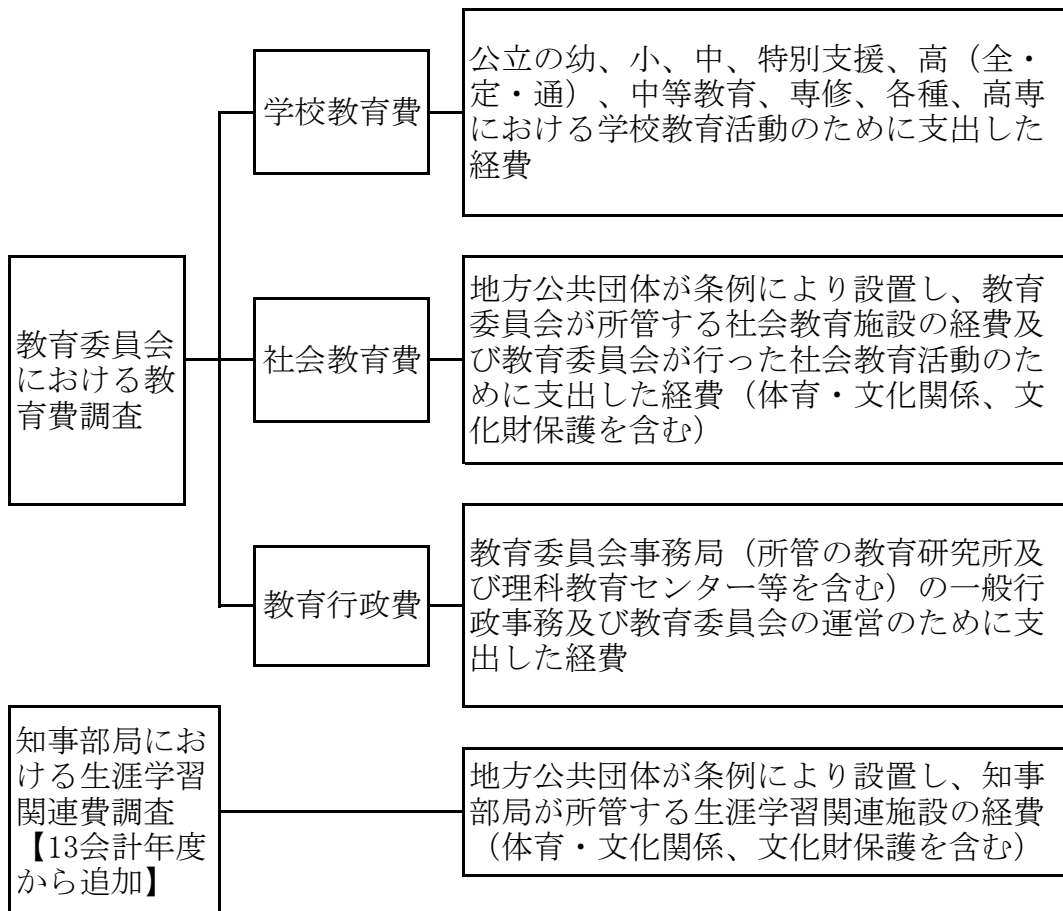 学校教育費
公立の幼、小、中、特別支援、高（全・
定・通）、中等教育、専修、各種、高専
における学校教育活動のために支出した
経費
教育委員会
における教
育費調査
社会教育費
地方公共団体が条例により設置し、教育
委員会が所管する社会教育施設の経費及
び教育委員会が行った社会教育活動のた
めに支出した経費（体育・文化関係、文
化財保護を含む）
教育行政費
教育委員会事務局（所管の教育研究所及
び理科教育センター等を含む）の一般行
政事務及び教育委員会の運営のために支
出した経費
知事部局にお
ける生涯学習
関連費調査
【13会計年度
から追加】
地方公共団体が条例により設置し、知事
部局が所管する生涯学習関連施設の経費
（体育・文化関係、文化財保護を含む）